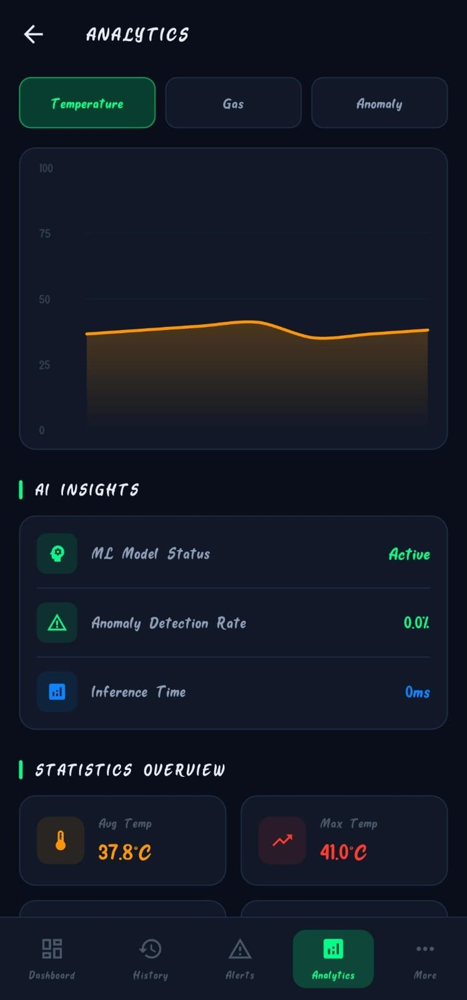 ANALYTICS
Temperature Gas Anomaly
100
75
50
25
0
AI INSIGHTS
ML Model Status Active
Anomaly Detection Rate 0.0%
Inference Time 0ms
STATISTICS OVERVIEW
Avg Temp Max Temp
37.8°C 41.0°C
Dashboard History Alerts Analytics More